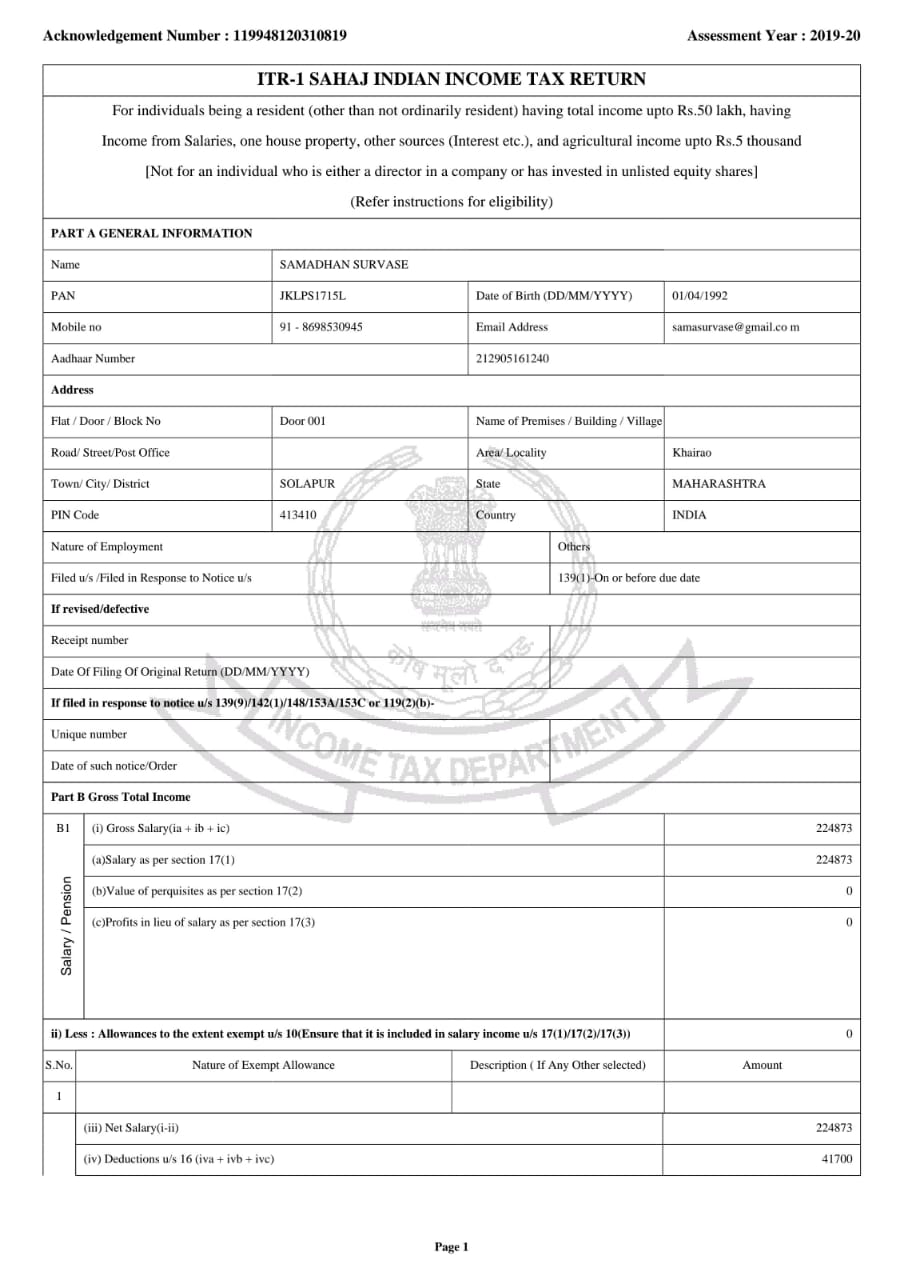 Acknowledgement Number : 119948120310819 Assessment Year : 2019-20
ITR-1 SAHAJ INDIAN INCOME TAX RETURN
For individuals being a resident (other than not ordinarily resident) having total income upto Rs.50 lakh, having
Income from Salaries, one house property, other sources (Interest etc.), and agricultural income upto Rs.5 thousand
[Not for an individual who is either a director in a company or has invested in unlisted equity shares]
(Refer instructions for eligibility)
PART A GENERAL INFORMATION
Name SAMADHAN SURVASE
PAN JKLPS1715L Date of Birth (DD/MM/YYYY) 01/04/1992
Mobile no 91 - 8698530945 Email Address samasurvase@gmail.co m
Aadhaar Number 212905161240
Address
Flat / Door / Block No Door 001 Name of Premises / Building / Village
Road/ Street/Post Office Area/ Locality Khairao
Town/ City/ District SOLAPUR State MAHARASHTRA
PIN Code 413410 Country INDIA
Nature of Employment Others
Filed u/s /Filed in Response to Notice u/s 139(1)-On or before due date
If revised/defective
सत्यमेव जयते
Receipt number
कोष मूलो दण्डः
Date Of Filing Of Original Return (DD/MM/YYYY)
If filed in response to notice u/s 139(9)/142(1)/148/153A/153C or 119(2)(b)-
Unique number
INCOME TAX DEPARTMENT
Date of such notice/Order
Part B Gross Total Income
B1 (i) Gross Salary(ia + ib + ic) 224873
(a)Salary as per section 17(1) 224873
Salary / Pension
(b)Value of perquisites as per section 17(2) 0
(c)Profits in lieu of salary as per section 17(3) 0
ii) Less : Allowances to the extent exempt u/s 10(Ensure that it is included in salary income u/s 17(1)/17(2)/17(3)) 0
S.No. Nature of Exempt Allowance Description ( If Any Other selected) Amount
1
(iii) Net Salary(i-ii) 224873
(iv) Deductions u/s 16 (iva + ivb + ivc) 41700
Page 1